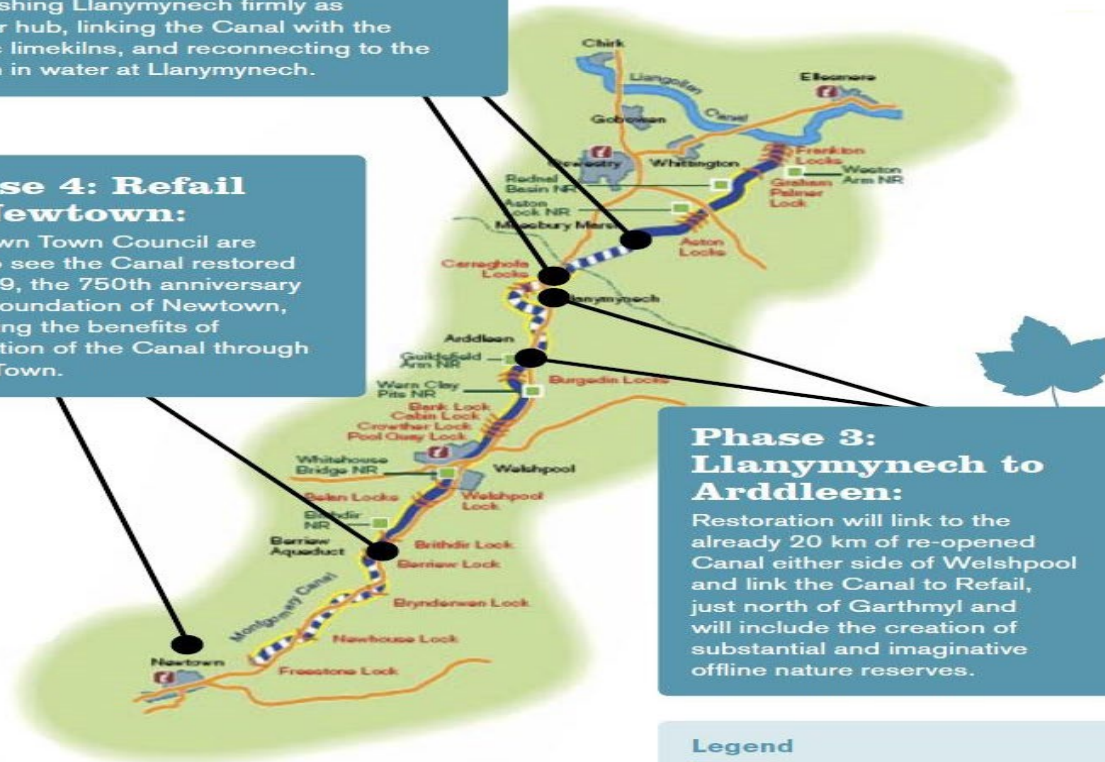 shing Llanymynech firmly as
r hub, linking the Canal with the
limekilns, and reconnecting to the
in water at Llanymynech.
se 4: Refail
Newtown:
wn Town Council are
see the Canal restored
9, the 750th anniversary
oundation of Newtown,
ng the benefits of
tion of the Canal through
Town.
Chirk
Ellesmere
Llangollen
Canal
Gobowen
Whittington
Frankton
Locks
Weston
Arm NR
Graham
Palmer
Lock
Rednal
Basin NR
Aston
Lock NR
Aston
Locks
Carreghofa
Locks
Llanymynech
Arddleen
Guilsfield
Arm NR
Wern Clay
Pits NR
Burgedin Locks
Bank Lock
Cabin Lock
Crowther Lock
Pool Quay Lock
Whitehouse
Bridge NR
Welshpool
Welshpool
Lock
Belan Locks
Brithdir
NR
Berriew
Aqueduct
Brithdir Lock
Berriew Lock
Montgomery Canal
Brynderwen Lock
Newhouse Lock
Newtown
Freestone Lock
Phase 3:
Llanymynech to
Arddleen:
Restoration will link to the
already 20 km of re-opened
Canal either side of Welshpool
and link the Canal to Refail,
just north of Garthmyl and
will include the creation of
substantial and imaginative
offline nature reserves.
Legend